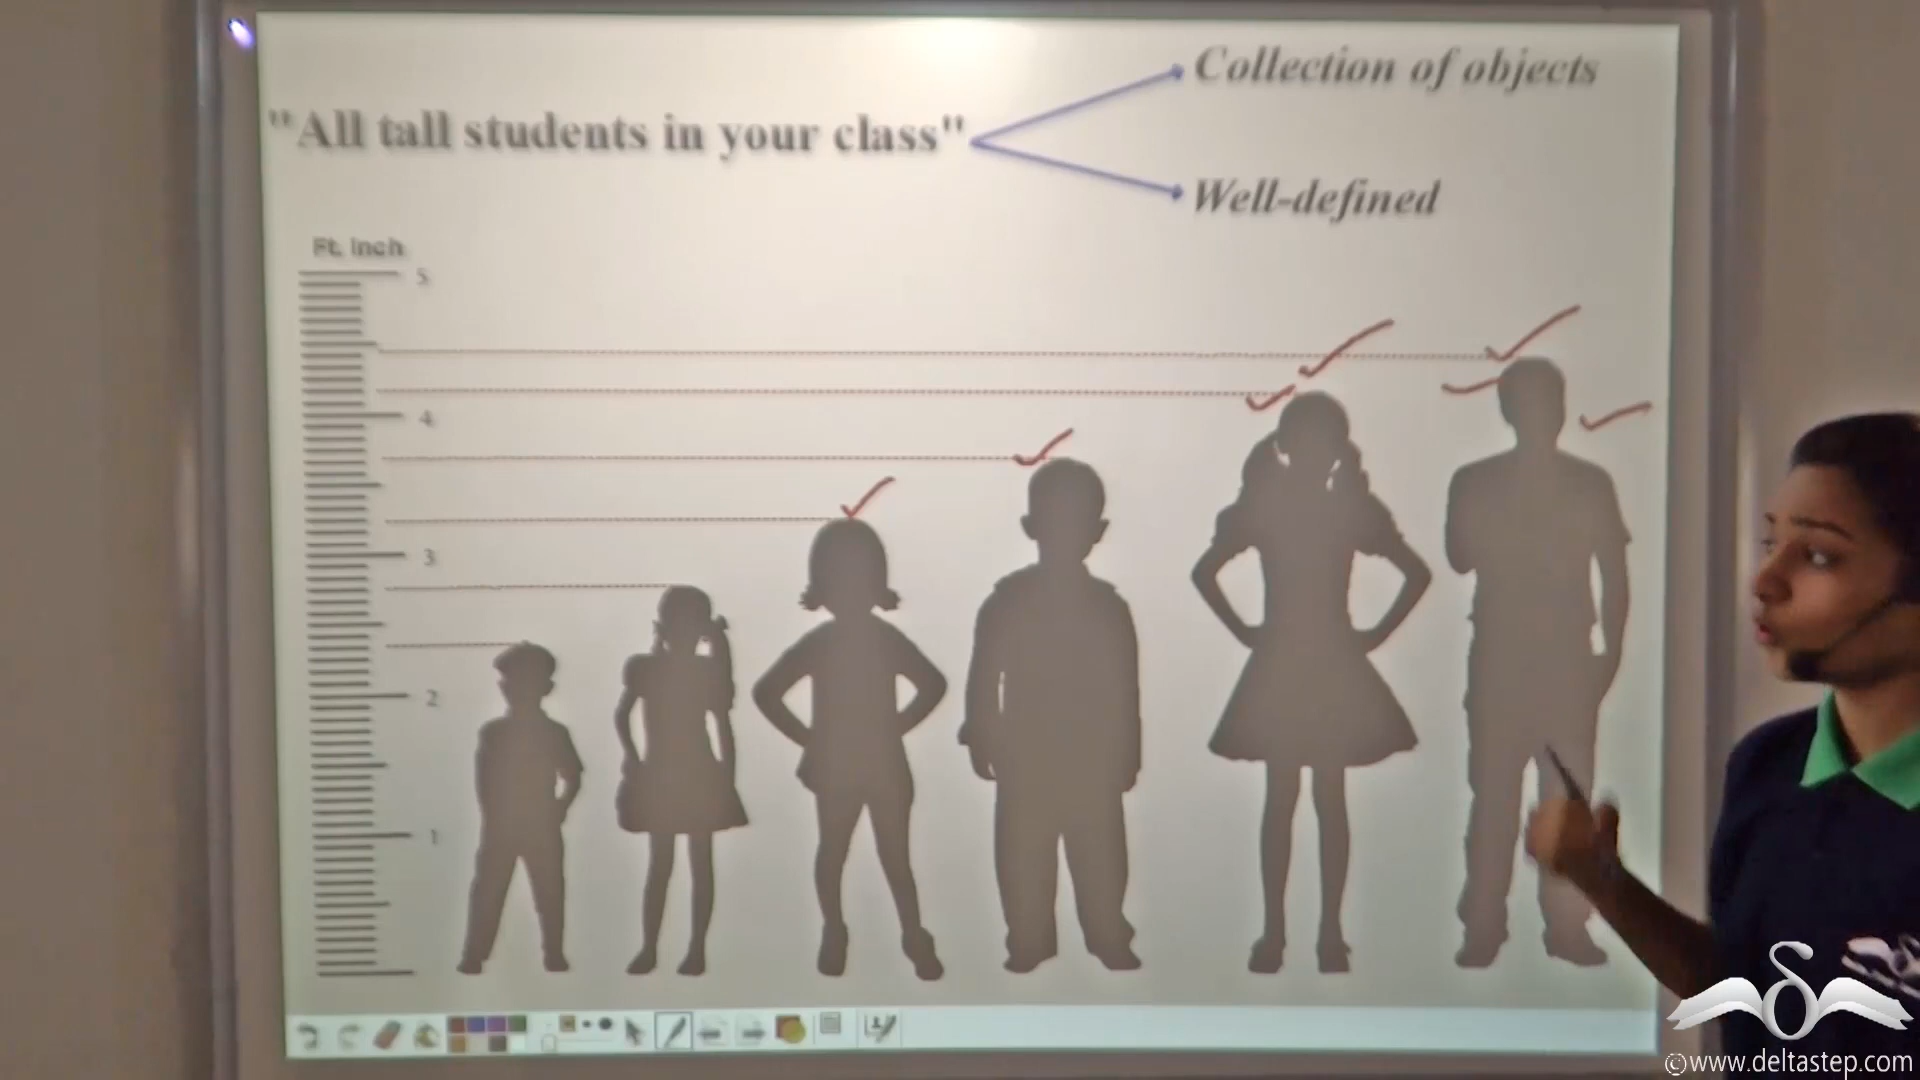 Collection of objects
"All tall students in your class"
Well-defined
Ft. Inch
5
4
3
2
1
©www.deltastep.com